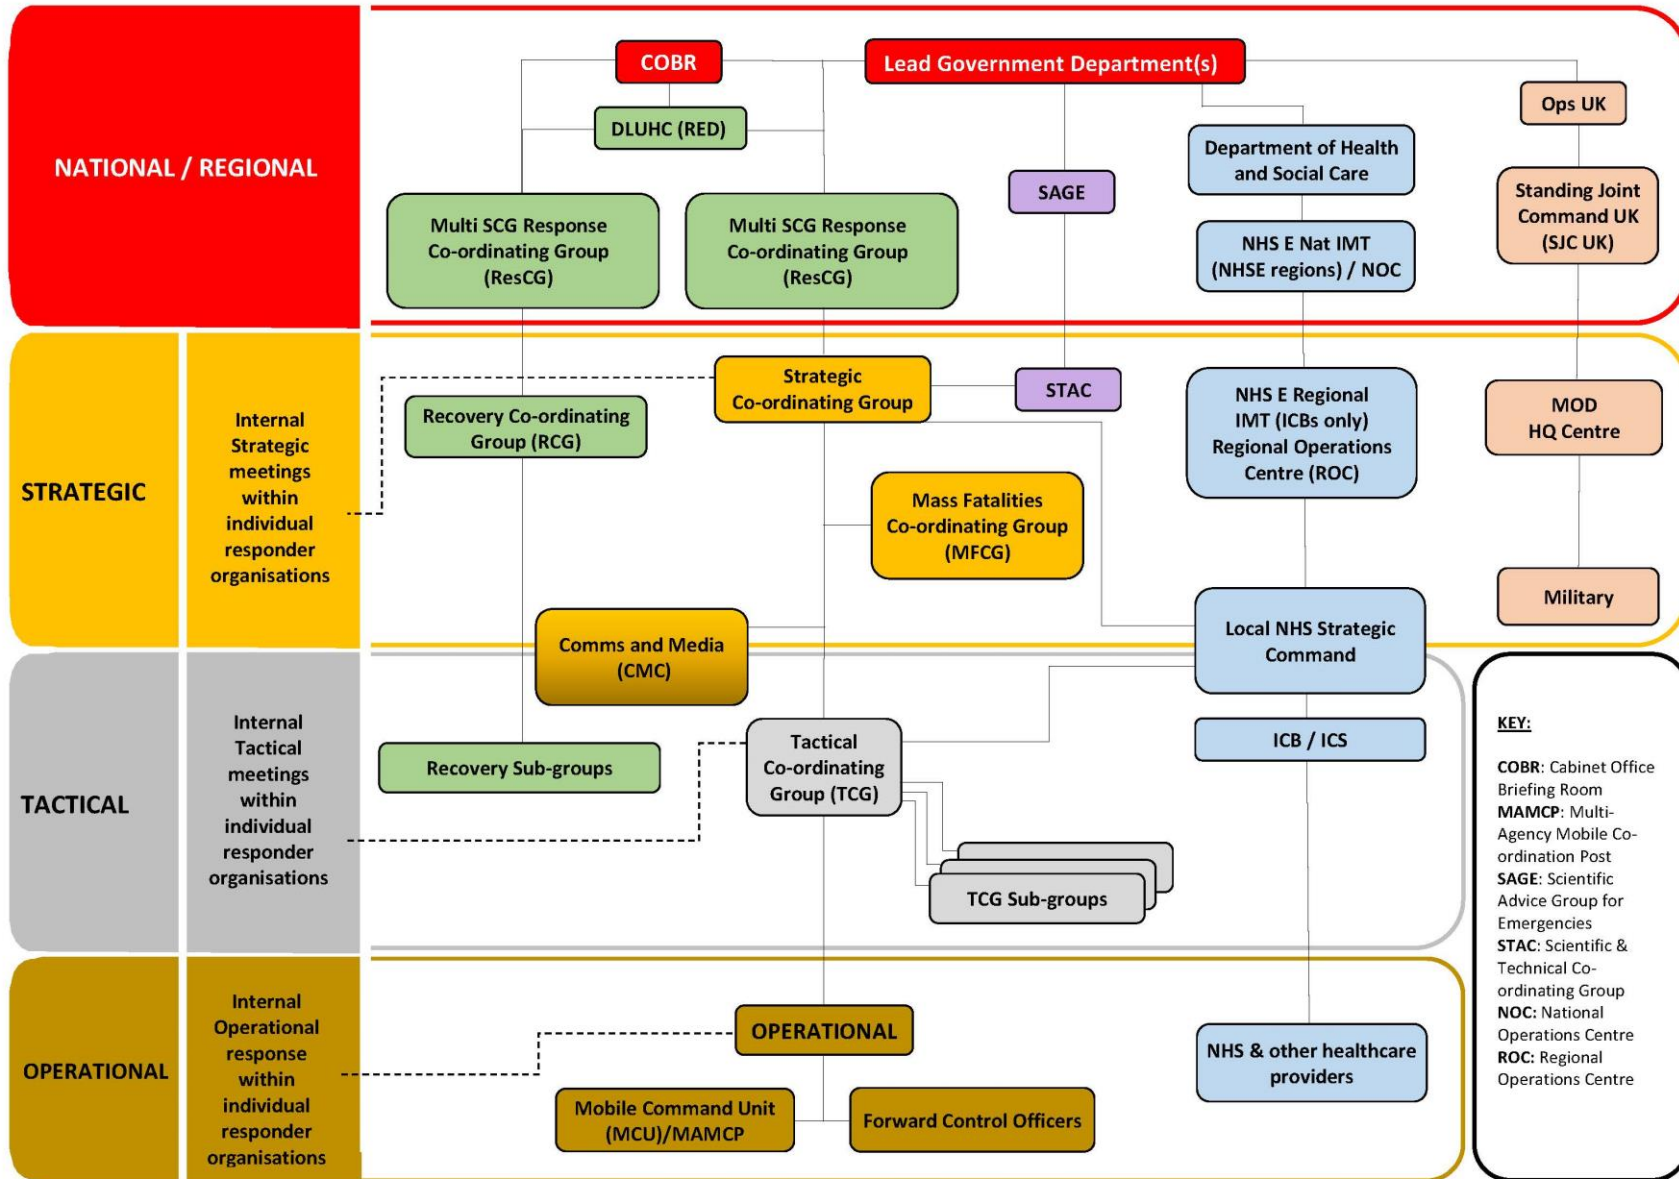 COBR
Lead Government Department(s)
Ops UK
DLUHC (RED)
NATIONAL / REGIONAL
Department of Health
and Social Care
SAGE
Standing Joint
Command UK
(SJC UK)
Multi SCG Response
Co-ordinating Group
(ResCG)
Multi SCG Response
Co-ordinating Group
(ResCG)
NHS E Nat IMT
(NHSE regions) / NOC
STRATEGIC
Internal
Strategic
meetings
within
individual
responder
organisations
Strategic
Co-ordinating Group
STAC
Recovery Co-ordinating
Group (RCG)
NHS E Regional
IMT (ICBs only)
Regional Operations
Centre (ROC)
MOD
HQ Centre
Mass Fatalities
Co-ordinating Group
(MFCG)
Military
Comms and Media
(CMC)
Local NHS Strategic
Command
TACTICAL
Internal
Tactical
meetings
within
individual
responder
organisations
Recovery Sub-groups
Tactical
Co-ordinating
Group (TCG)
ICB / ICS
TCG Sub-groups
OPERATIONAL
Internal
Operational
response
within
individual
responder
organisations
OPERATIONAL
NHS & other healthcare
providers
Mobile Command Unit
(MCU)/MAMCP
Forward Control Officers
KEY:
COBR: Cabinet Office
Briefing Room
MAMCP: Multi-
Agency Mobile Co-
ordination Post
SAGE: Scientific
Advice Group for
Emergencies
STAC: Scientific &
Technical Co-
ordinating Group
NOC: National
Operations Centre
ROC: Regional
Operations Centre